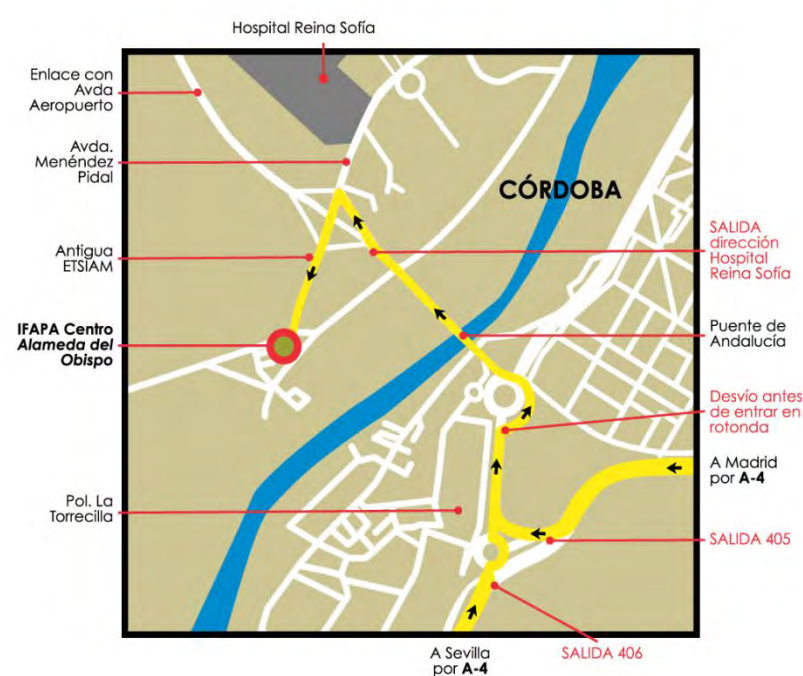 Hospital Reina Sofía
Enlace con
Avda
Aeropuerto
Avda.
Menéndez
Pidal
CÓRDOBA
SALIDA
dirección
Hospital
Reina Sofía
Antigua
ETSIAM
IFAPA Centro
Alameda del
Obispo
Puente de
Andalucía
Desvío antes
de entrar en
rotonda
A Madrid
por A-4
Pol. La
Torrecilla
SALIDA 405
A Sevilla
por A-4
SALIDA 406